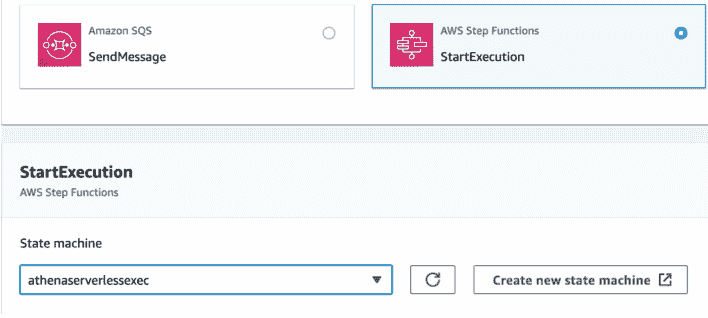 Amazon SQS
SendMessage
AWS Step Functions
StartExecution
StartExecution
AWS Step Functions
State machine
athenaserverlessexec
Create new state machine